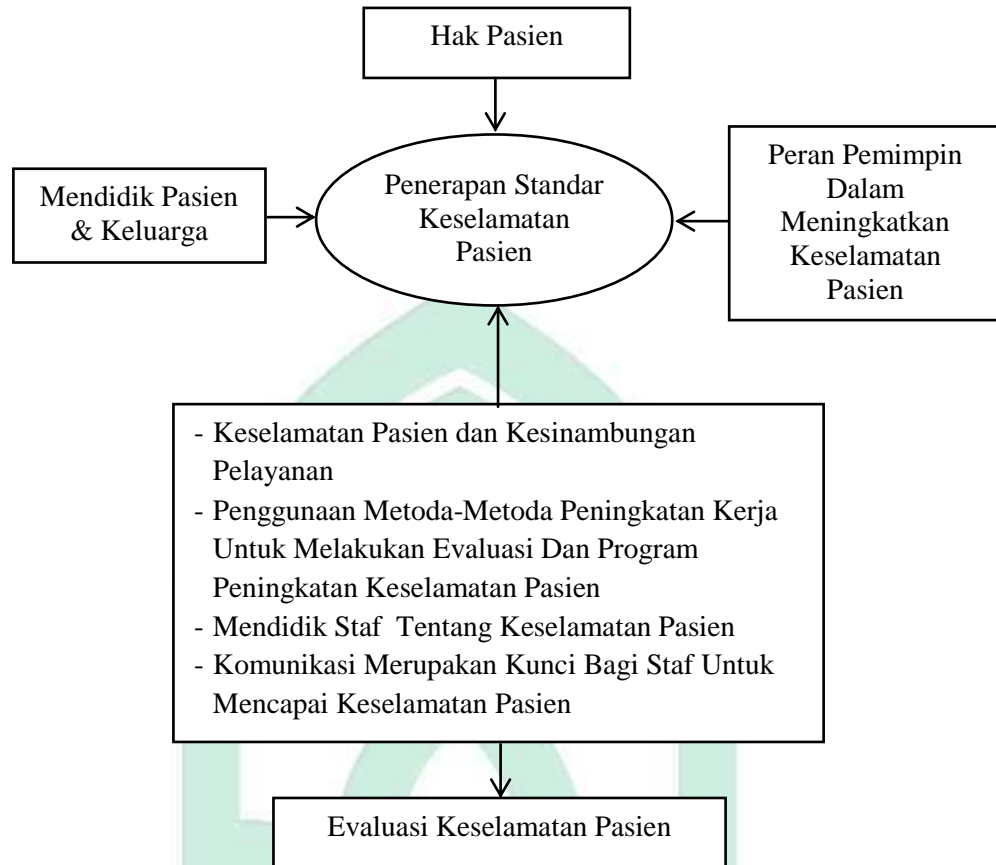 Hak Pasien
Mendidik Pasien
& Keluarga
Penerapan Standar
Keselamatan
Pasien
Peran Pemimpin
Dalam
Meningkatkan
Keselamatan
Pasien
- Keselamatan Pasien dan Kesinambungan
Pelayanan
- Penggunaan Metoda-Metoda Peningkatan Kerja
Untuk Melakukan Evaluasi Dan Program
Peningkatan Keselamatan Pasien
- Mendidik Staf Tentang Keselamatan Pasien
- Komunikasi Merupakan Kunci Bagi Staf Untuk
Mencapai Keselamatan Pasien
Evaluasi Keselamatan Pasien